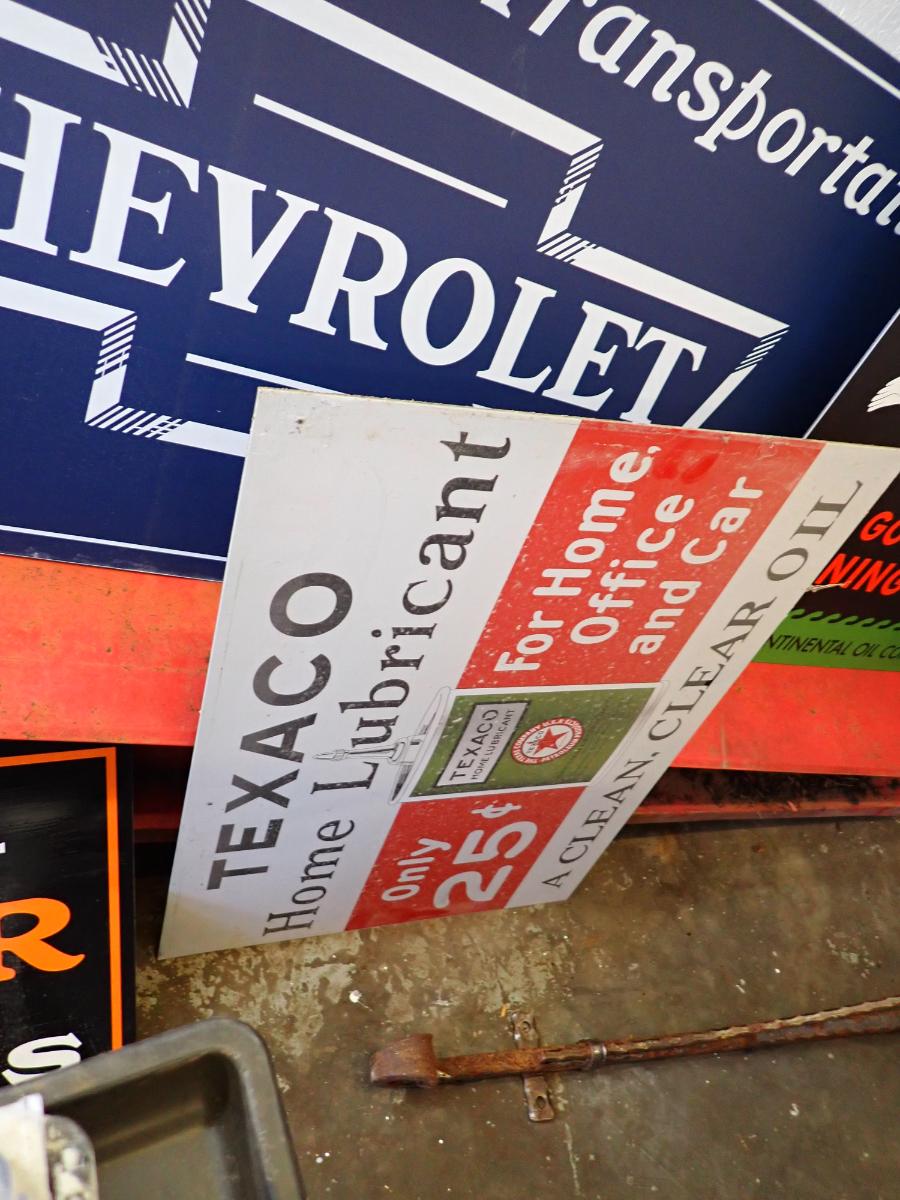 Transportat
HEVROLET
TEXACO
Home Lubricant
For Home,
Office
and Car
TEXACO
HOME LUBRICANT
Only
25¢
A CLEAN, CLEAR OIL
GO
NING
NTINENTAL OIL CO
R
S